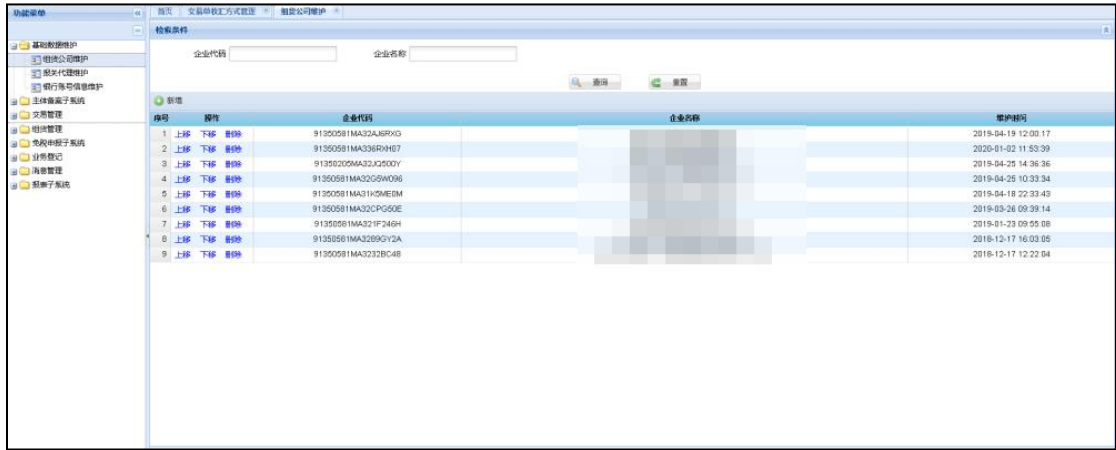 功能菜单
基础数据维护
组货公司维护
报关代理维护
银行账号信息维护
主体备案子系统
交易管理
组货管理
免税申报子系统
业务登记
消息管理
报表子系统
首页 交易单收汇方式管理 组货公司维护
检索条件
企业代码 企业名称
查询 重置
新增
序号 操作 企业代码 企业名称 维护时间
1 上移 下移 删除 91350581MA32AJ6RXG 2019-04-19 12:00:17
2 上移 下移 删除 91350581MA336RXH07 2020-01-02 11:53:39
3 上移 下移 删除 91350205MA32JQ500Y 2019-04-25 14:36:36
4 上移 下移 删除 91350581MA32G5W096 2019-04-25 10:33:34
5 上移 下移 删除 91350581MA31K5ME0M 2019-04-18 22:33:43
6 上移 下移 删除 91350581MA32CPG50E 2019-03-26 09:39:14
7 上移 下移 删除 91350581MA321F246H 2019-01-23 09:55:08
8 上移 下移 删除 91350581MA3289GY2A 2018-12-17 16:03:05
9 上移 下移 删除 91350581MA3232BC48 2018-12-17 12:22:04